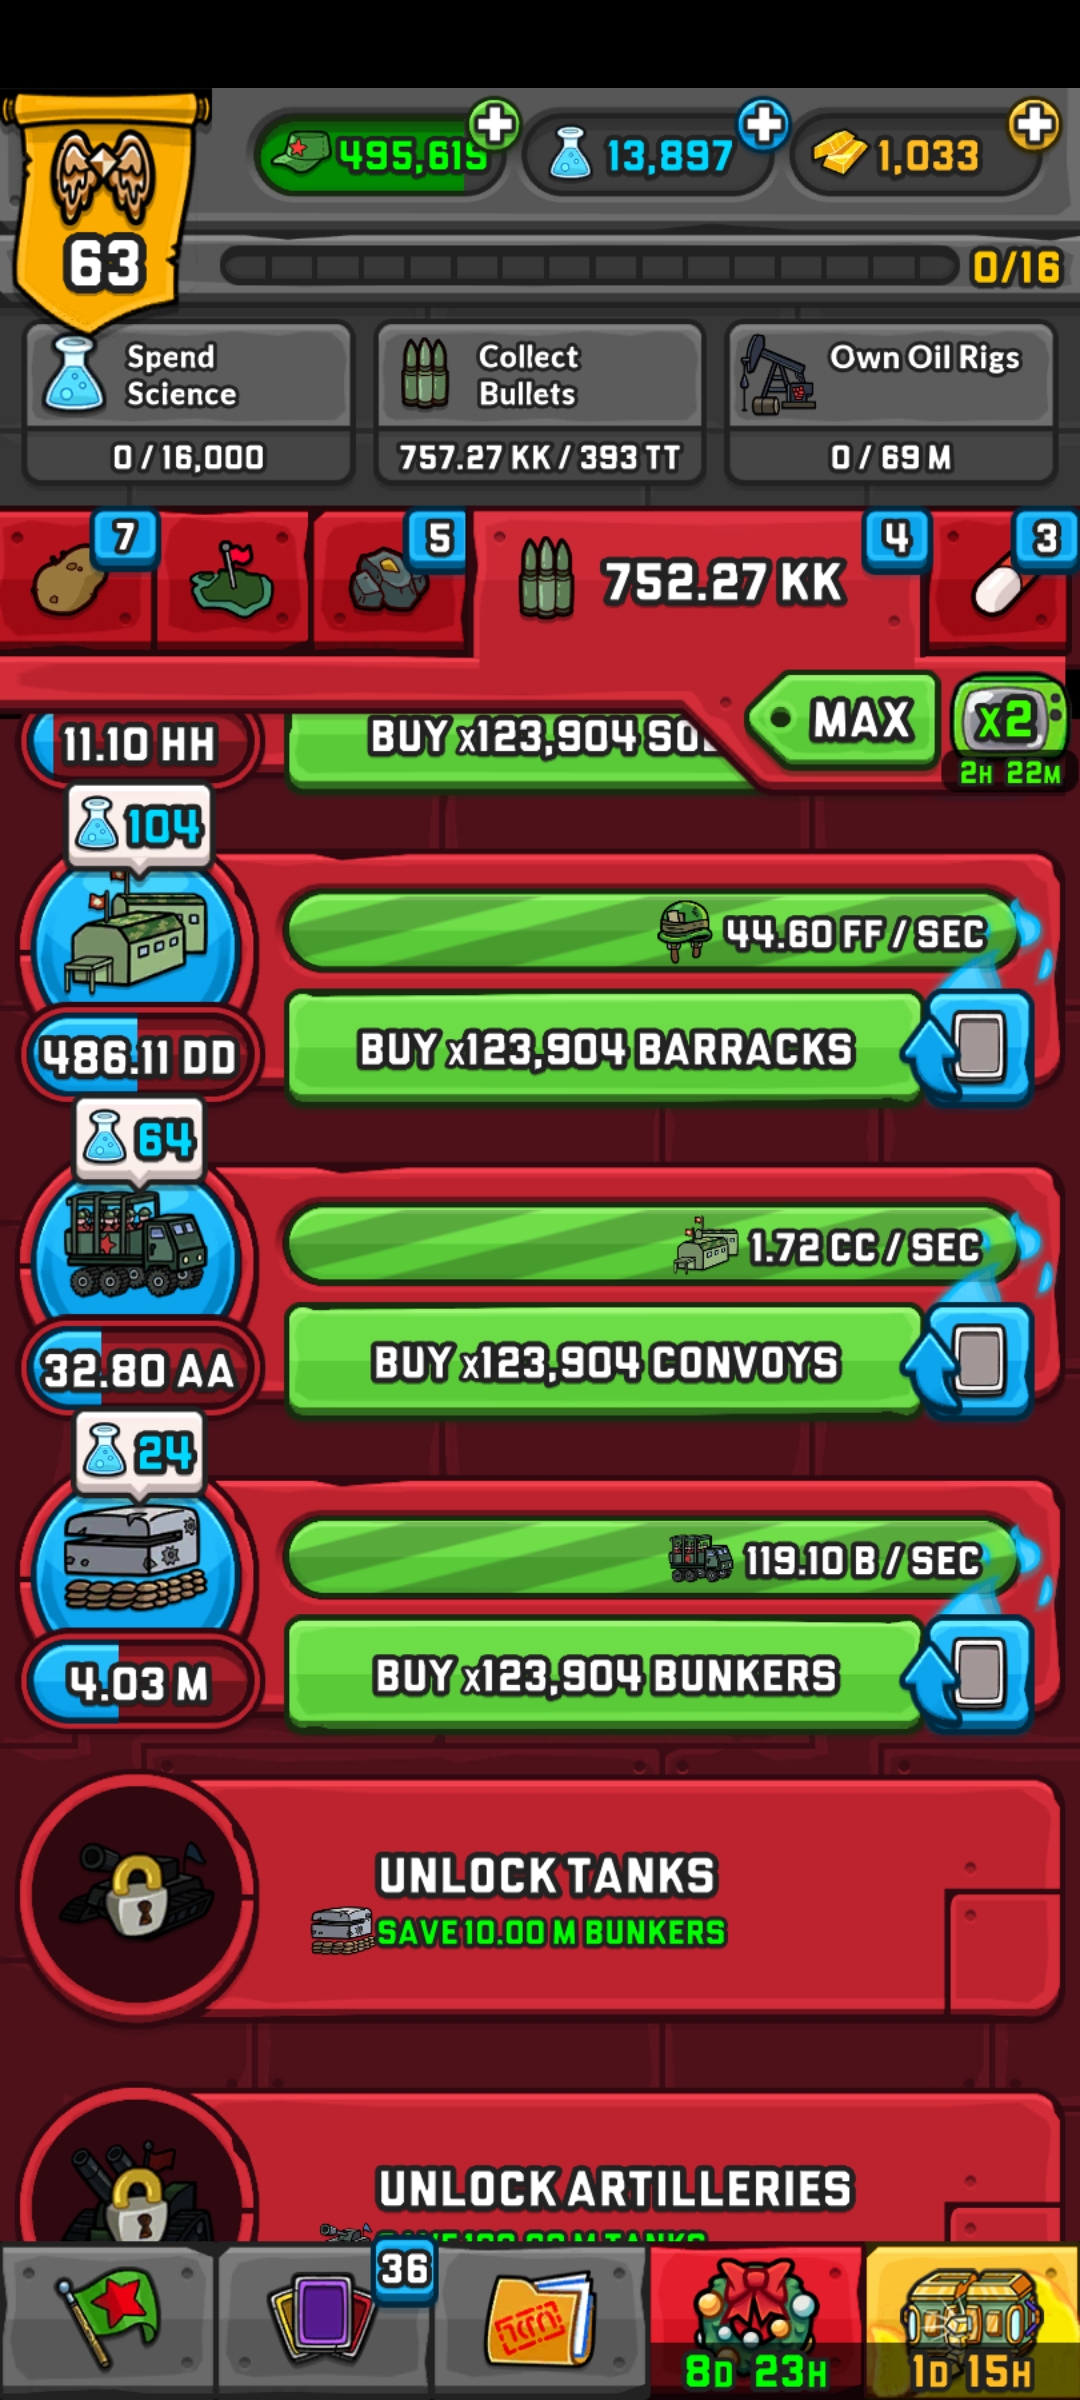 495,615
13,897
1,033
63
0/16
Spend
Science
0 / 16,000
Collect
Bullets
757.27 KK / 393 TT
Own Oil Rigs
0 / 69 M
7
5
752.27 KK
4
3
MAX
x2
2H 22M
11.10 HH
BUY x123,904
104
44.60 FF / SEC
BUY x123,904 BARRACKS
486.11 DD
64
1.72 CC / SEC
BUY x123,904 CONVOYS
32.80 AA
24
119.10 B / SEC
BUY x123,904 BUNKERS
4.03 M
UNLOCK TANKS
SAVE 10.00 M BUNKERS
UNLOCK ARTILLERIES
36
8D 23H
1D 15H